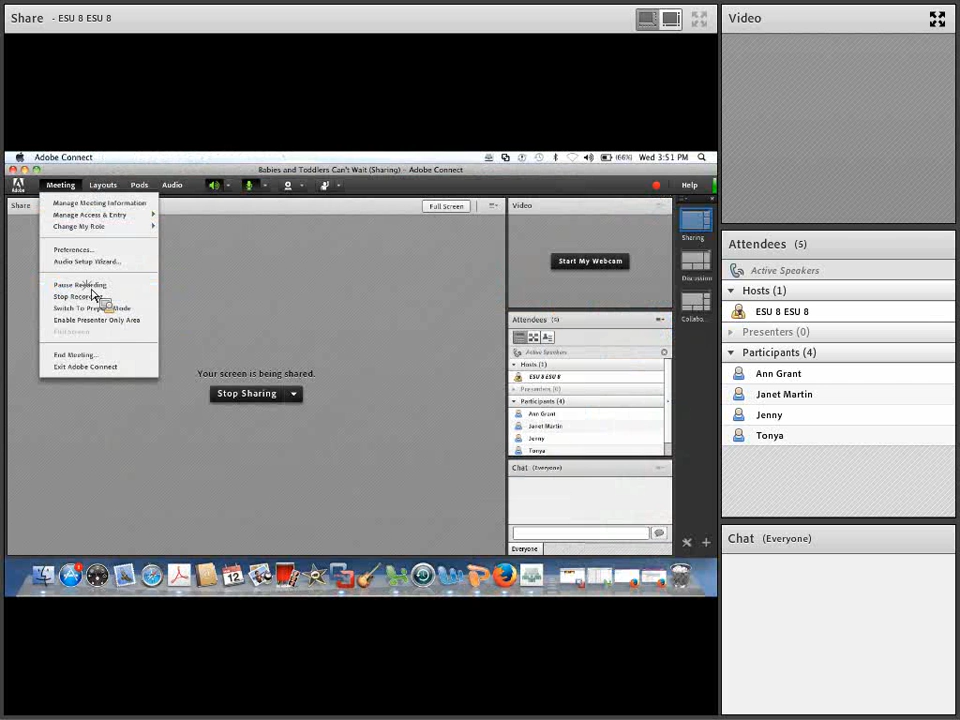 Share - ESU 8 ESU 8
Adobe Connect
(66%) Wed 3:51 PM
Babies and Toddlers Can't Wait (Sharing) - Adobe Connect
Meeting Layouts Pods Audio
Help
Share
Full Screen
Manage Meeting Information
Manage Access & Entry
Change My Role
Preferences...
Audio Setup Wizard...
Pause Recording
Stop Recording
Switch To Prepare Mode
Enable Presenter Only Area
Full Screen
End Meeting...
Exit Adobe Connect
Your screen is being shared.
Stop Sharing
Video
Start My Webcam
Attendees (5)
Active Speakers
Hosts (1)
ESU 8 ESU 8
Presenters (0)
Participants (4)
Ann Grant
Janet Martin
Jenny
Tonya
Chat (Everyone)
Everyone
Sharing
Discussion
Collabo..
12
Video
Attendees (5)
Active Speakers
Hosts (1)
ESU 8 ESU 8
Presenters (0)
Participants (4)
Ann Grant
Janet Martin
Jenny
Tonya
Chat (Everyone)